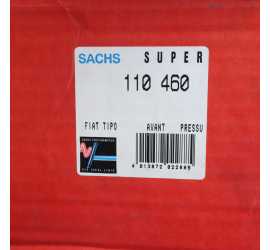 SACHS SUPER
110 460
FIAT TIPO AVANT PRESSU